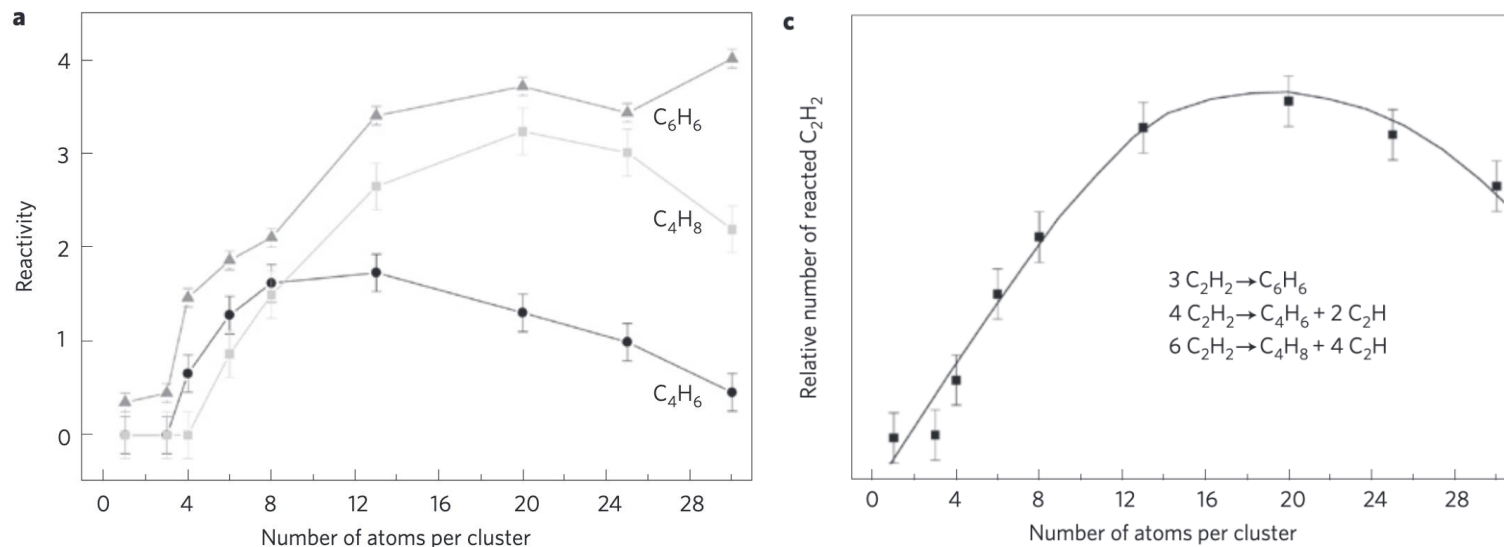 a
4
3
2
1
0
Reactivity
C₆H₆
C₄H₈
C₄H₆
0 4 8 12 16 20 24 28
Number of atoms per cluster
c
Relative number of reacted C₂H₂
3 C₂H₂→C₆H₆
4 C₂H₂→C₄H₆ + 2 C₂H
6 C₂H₂→C₄H₈ + 4 C₂H
0 4 8 12 16 20 24 28
Number of atoms per cluster